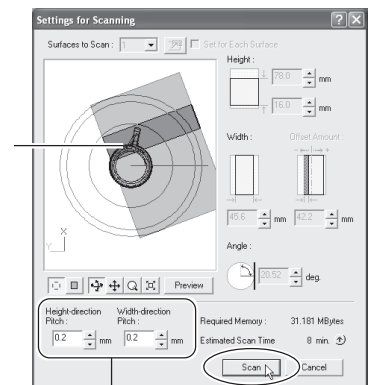 Settings for Scanning
Surfaces to Scan : 1 Set for Each Surface
Height :
78.0 mm
16.0 mm
Width : Offset Amount :
- +
45.6 mm 42.2 mm
X
Y
Angle :
20.52 deg.
Preview
Height-direction Pitch :
0.2 mm
Width-direction Pitch :
0.2 mm
Required Memory : 31.181 MBytes
Estimated Scan Time 8 min.
Scan Cancel